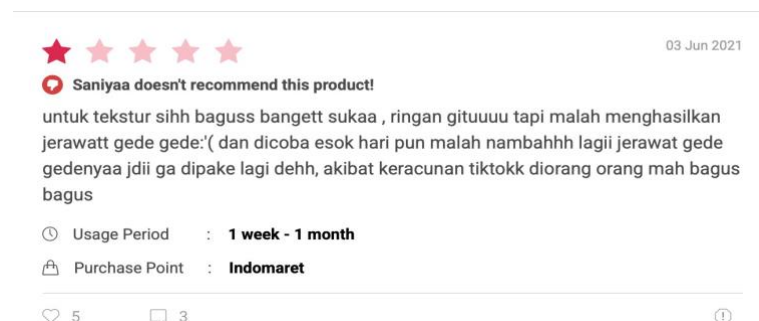 03 Jun 2021
Saniyaa doesn't recommend this product!
untuk tekstur sihh baguss bangett sukaa , ringan gituuuu tapi malah menghasilkan
jerawatt gede gede:'( dan dicoba esok hari pun malah nambahhh lagii jerawat gede
gedenyaa jdii ga dipake lagi dehh, akibat keracunan tiktokk diorang orang mah bagus
bagus
Usage Period : 1 week - 1 month
Purchase Point : Indomaret
5 3